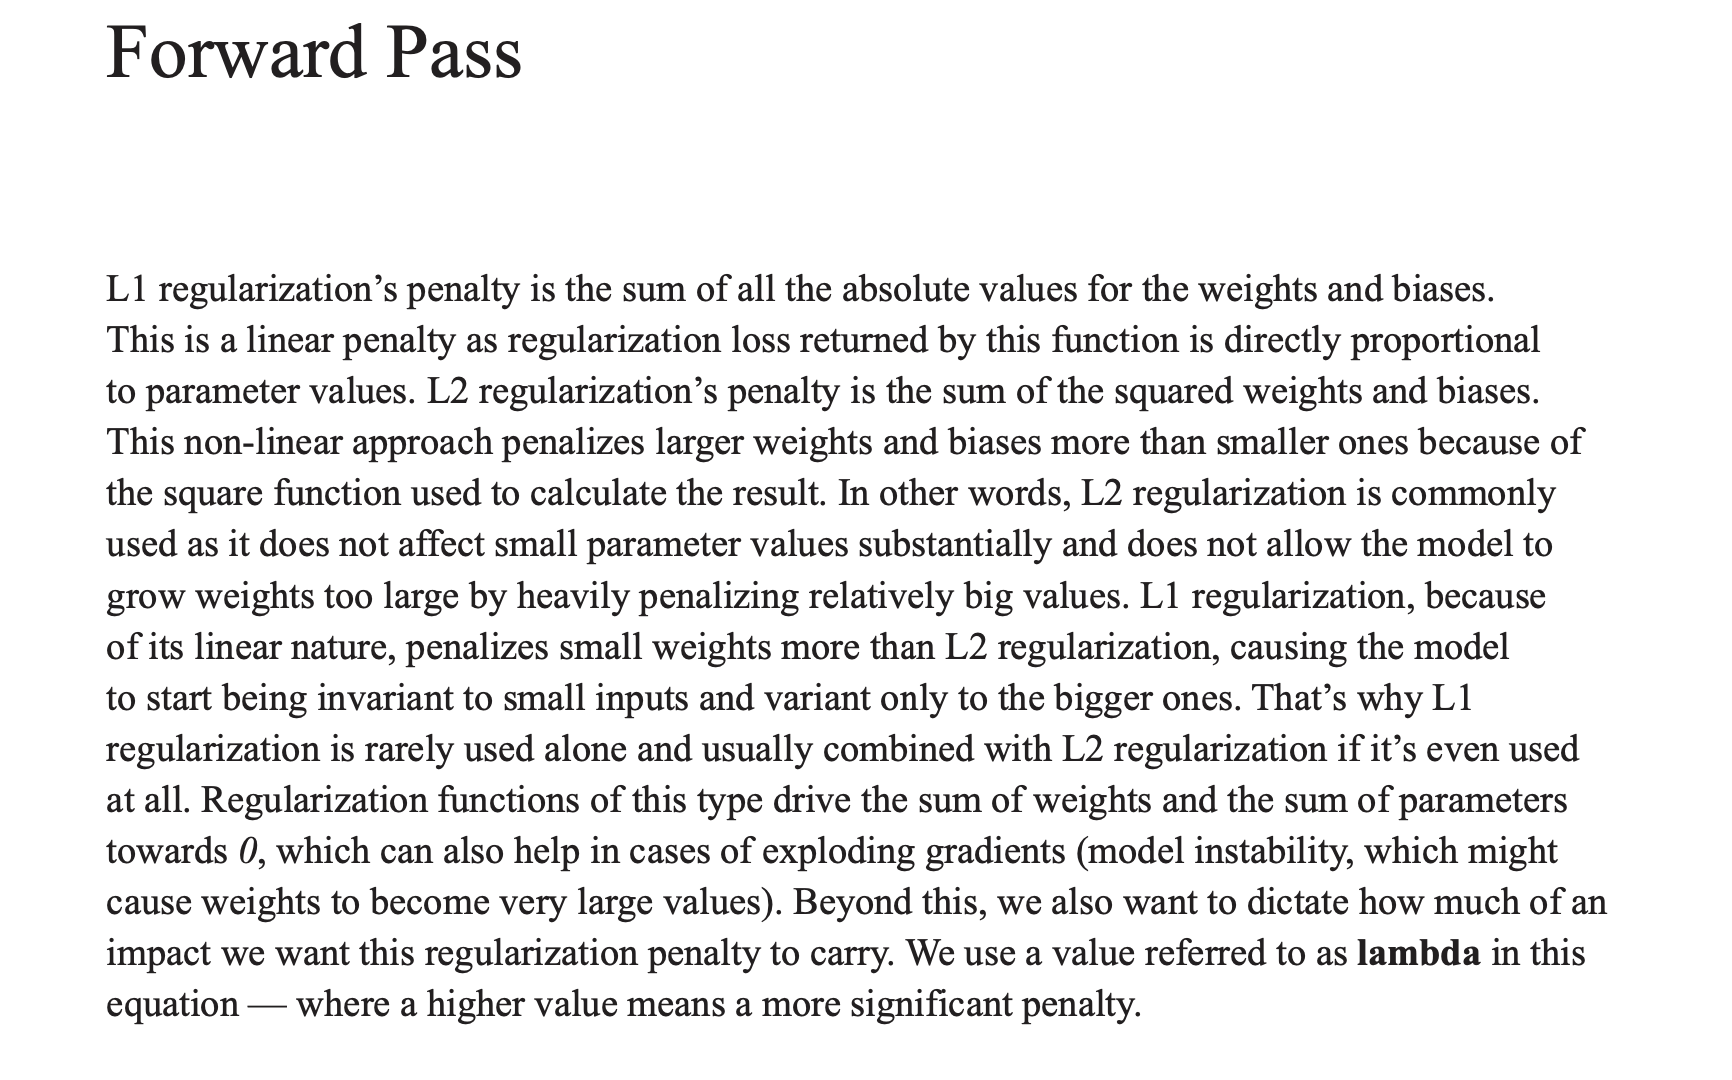 Forward Pass
L1 regularization’s penalty is the sum of all the absolute values for the weights and biases.
This is a linear penalty as regularization loss returned by this function is directly proportional
to parameter values. L2 regularization’s penalty is the sum of the squared weights and biases.
This non-linear approach penalizes larger weights and biases more than smaller ones because of
the square function used to calculate the result. In other words, L2 regularization is commonly
used as it does not affect small parameter values substantially and does not allow the model to
grow weights too large by heavily penalizing relatively big values. L1 regularization, because
of its linear nature, penalizes small weights more than L2 regularization, causing the model
to start being invariant to small inputs and variant only to the bigger ones. That’s why L1
regularization is rarely used alone and usually combined with L2 regularization if it’s even used
at all. Regularization functions of this type drive the sum of weights and the sum of parameters
towards 0, which can also help in cases of exploding gradients (model instability, which might
cause weights to become very large values). Beyond this, we also want to dictate how much of an
impact we want this regularization penalty to carry. We use a value referred to as lambda in this
equation — where a higher value means a more significant penalty.